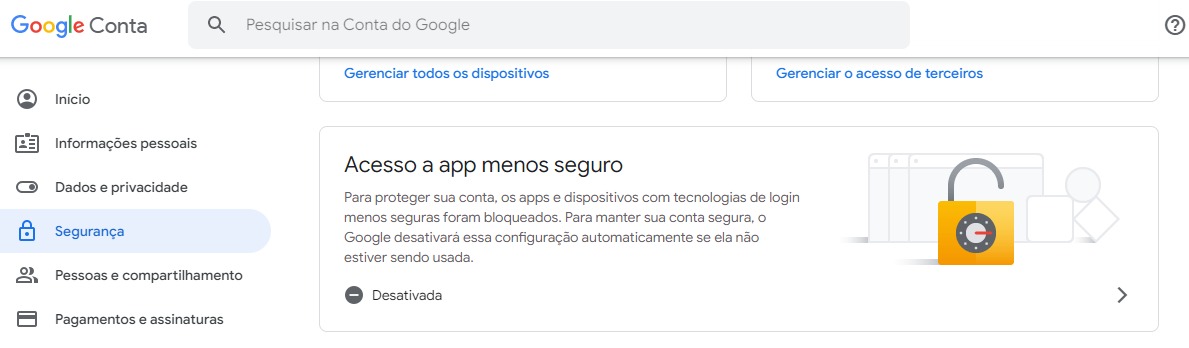 Google Conta
Pesquisar na Conta do Google
Gerenciar todos os dispositivos
Gerenciar o acesso de terceiros
Início
Informações pessoais
Dados e privacidade
Segurança
Pessoas e compartilhamento
Pagamentos e assinaturas
Acesso a app menos seguro
Para proteger sua conta, os apps e dispositivos com tecnologias de login
menos seguras foram bloqueados. Para manter sua conta segura, o
Google desativará essa configuração automaticamente se ela não
estiver sendo usada.
Desativada